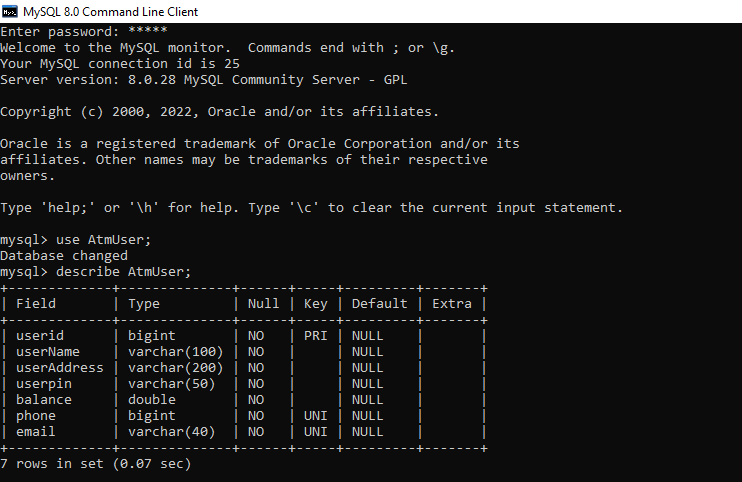 MySQL 8.0 Command Line Client
Enter password: *****
Welcome to the MySQL monitor.  Commands end with ; or \g.
Your MySQL connection id is 25
Server version: 8.0.28 MySQL Community Server - GPL
Copyright (c) 2000, 2022, Oracle and/or its affiliates.
Oracle is a registered trademark of Oracle Corporation and/or its
affiliates. Other names may be trademarks of their respective
owners.
Type 'help;' or '\h' for help. Type '\c' to clear the current input statement.
mysql> use AtmUser;
Database changed
mysql> describe AtmUser;
+-------------+--------------+------+-----+---------+-------+
| Field       | Type         | Null | Key | Default | Extra |
+-------------+--------------+------+-----+---------+-------+
| userid      | bigint       | NO   | PRI | NULL    |       |
| userName    | varchar(100) | NO   |     | NULL    |       |
| userAddress | varchar(200) | NO   |     | NULL    |       |
| userpin     | varchar(50)  | NO   |     | NULL    |       |
| balance     | double       | NO   |     | NULL    |       |
| phone       | bigint       | NO   | UNI | NULL    |       |
| email       | varchar(40)  | NO   | UNI | NULL    |       |
+-------------+--------------+------+-----+---------+-------+
7 rows in set (0.07 sec)